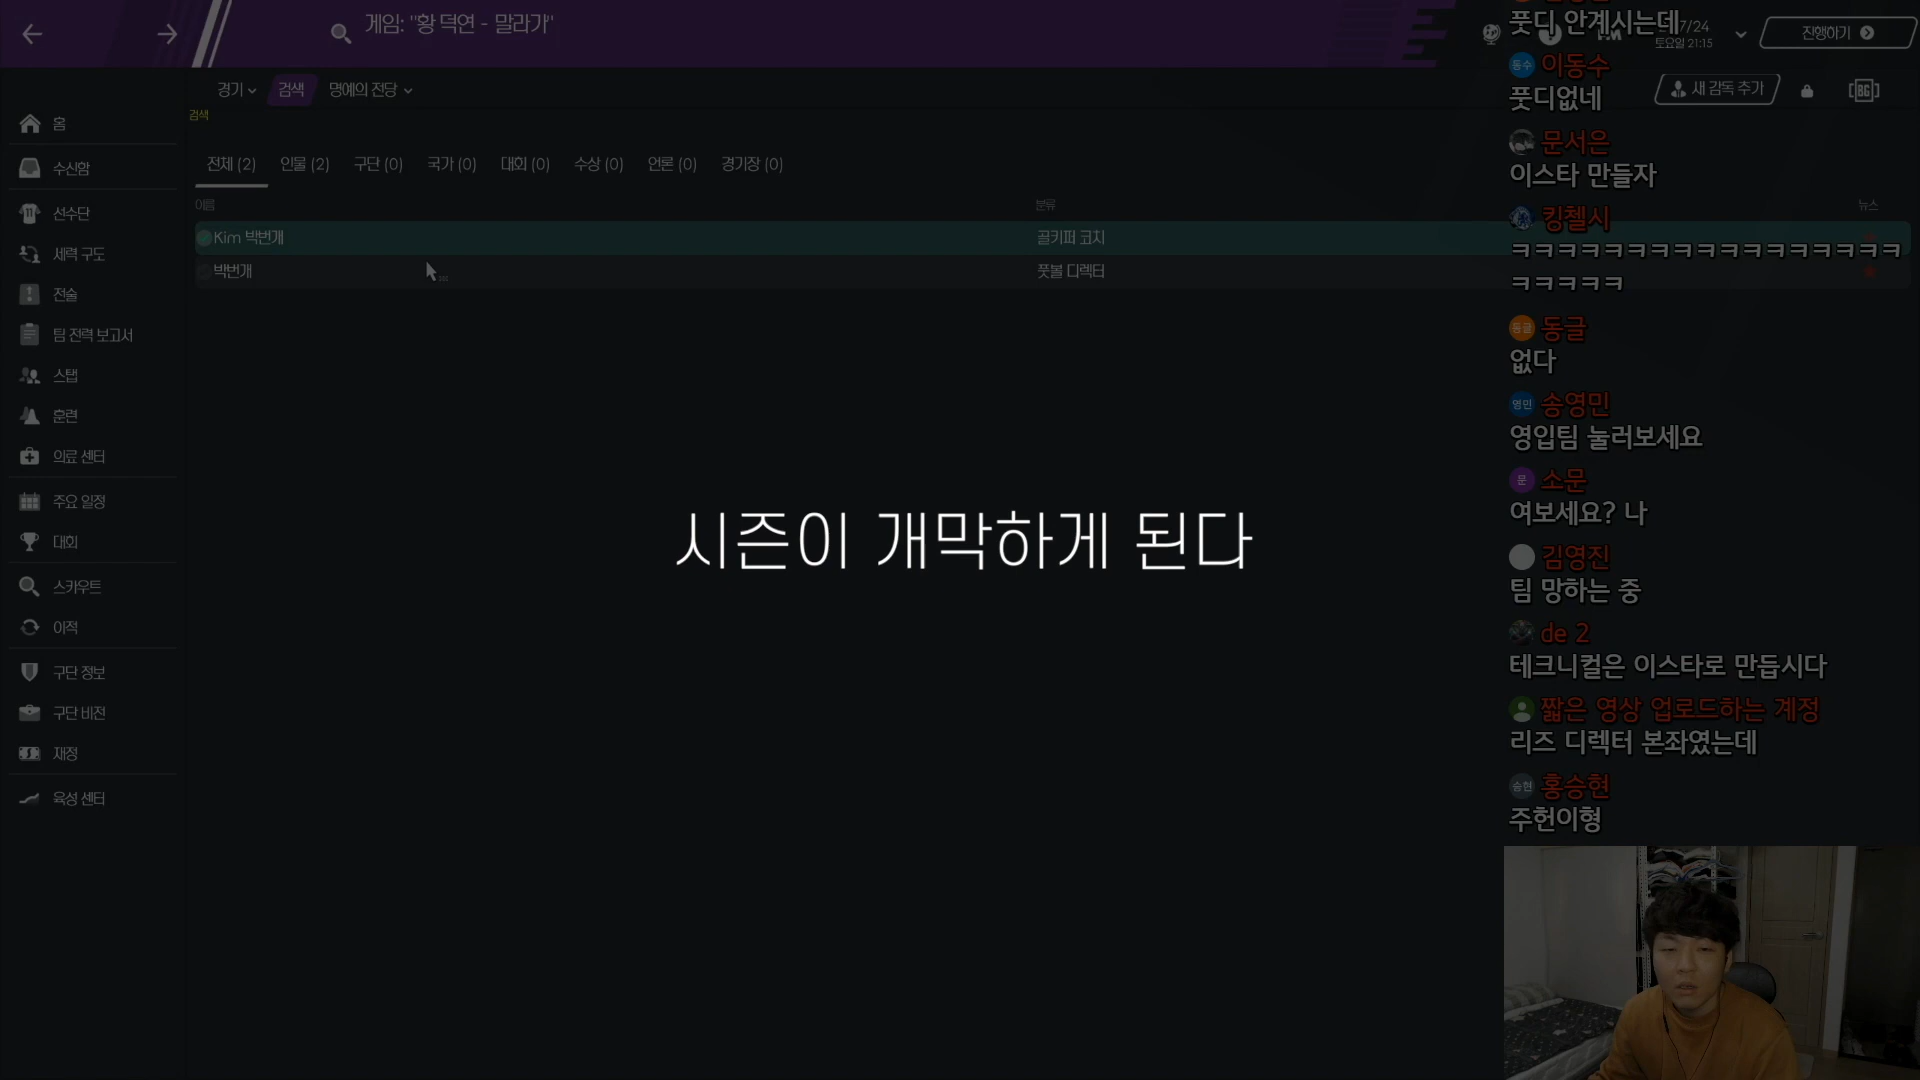 게임: "황 덕연 - 말라가"
7/24
토요일 21:15
진행하기
경기
검색
명예의 전당
새 감독 추가
검색
홈
수신함
선수단
세력 구도
전술
팀 전력 보고서
스탭
훈련
의료 센터
주요 일정
대회
스카우트
이적
구단 정보
구단 비전
재정
육성 센터
전체 (2)
인물 (2)
구단 (0)
국가 (0)
대회 (0)
수상 (0)
언론 (0)
경기장 (0)
이름
분류
뉴스
Kim 박번개
골키퍼 코치
박번개
풋볼 디렉터
시즌이 개막하게 된다
풋디 안계시는데
동수 이동수
풋디없네
문서은
이스타 만들자
킹첼시
ㅋㅋㅋㅋㅋㅋㅋㅋㅋㅋㅋㅋㅋㅋㅋㅋㅋ
ㅋㅋㅋㅋㅋ
동글 동글
없다
영민 송영민
영입팀 눌러보세요
문 소문
여보세요? 나
김영진
팀 망하는 중
de 2
테크니컬은 이스타로 만듭시다
짧은 영상 업로드하는 계정
리즈 디렉터 본좌였는데
승현 홍승현
주헌이형